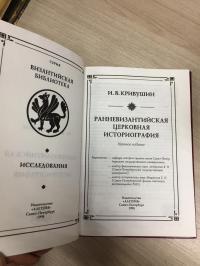 СЕРИЯ
ВИЗАНТИЙСКАЯ
БИБЛИОТЕКА
ИССЛЕДОВАНИЯ
Издательство
«АЛЕТЕЙЯ»
Санкт-Петербург
1998
И. В. КРИВУШИН
РАННЕВИЗАНТИЙСКАЯ
ЦЕРКОВНАЯ
ИСТОРИОГРАФИЯ
Издательство
«АЛЕТЕЙЯ»
Санкт-Петербург
1998